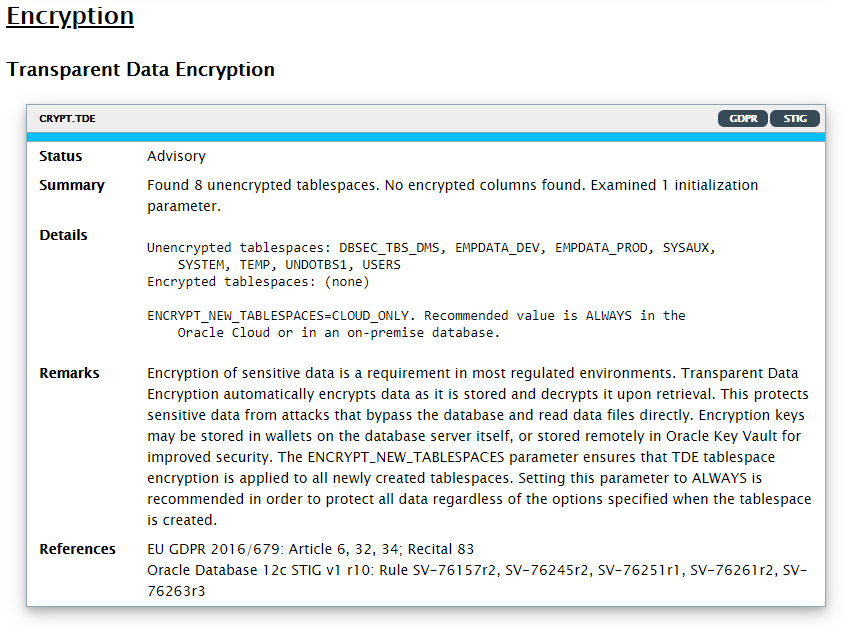 Encryption
Transparent Data Encryption
CRYPT.TDE GDPR STIG
Status Advisory
Summary Found 8 unencrypted tablespaces. No encrypted columns found. Examined 1 initialization
parameter.
Details
Unencrypted tablespaces: DBSEC_TBS_DMS, EMPDATA_DEV, EMPDATA_PROD, SYSAUX,
SYSTEM, TEMP, UNDOTBS1, USERS
Encrypted tablespaces: (none)
ENCRYPT_NEW_TABLESPACES=CLOUD_ONLY. Recommended value is ALWAYS in the
Oracle Cloud or in an on-premise database.
Remarks Encryption of sensitive data is a requirement in most regulated environments. Transparent Data
Encryption automatically encrypts data as it is stored and decrypts it upon retrieval. This protects
sensitive data from attacks that bypass the database and read data files directly. Encryption keys
may be stored in wallets on the database server itself, or stored remotely in Oracle Key Vault for
improved security. The ENCRYPT_NEW_TABLESPACES parameter ensures that TDE tablespace
encryption is applied to all newly created tablespaces. Setting this parameter to ALWAYS is
recommended in order to protect all data regardless of the options specified when the tablespace
is created.
References EU GDPR 2016/679: Article 6, 32, 34; Recital 83
Oracle Database 12c STIG v1 r10: Rule SV-76157r2, SV-76245r2, SV-76251r1, SV-76261r2, SV-
76263r3